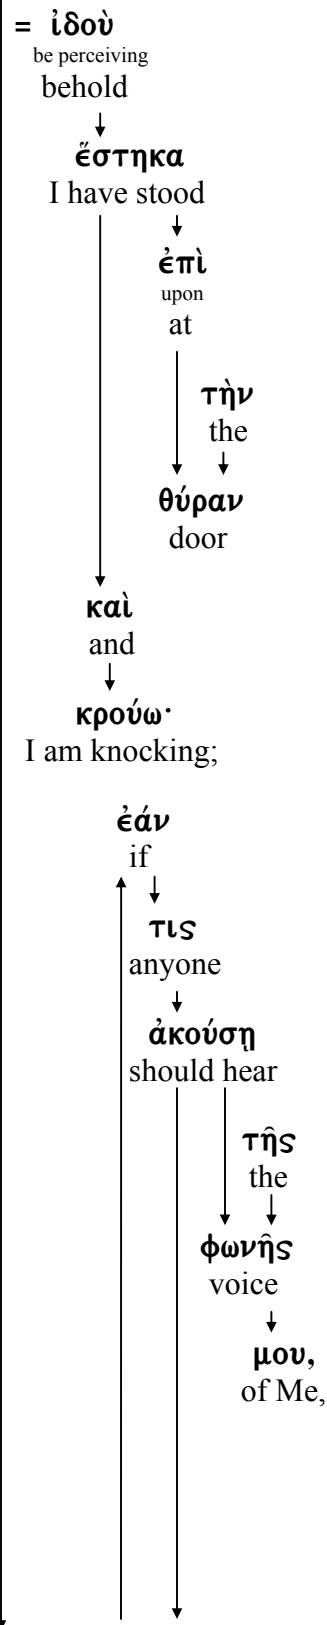 = ἰδοὺ
be perceiving
behold
ἕστηκα
I have stood
ἐπὶ
upon
at
τὴν
the
θύραν
door
καὶ
and
κρούω·
I am knocking;
ἐάν
if
τις
anyone
ἀκούσῃ
should hear
τῆς
the
φωνῆς
voice
μου,
of Me,